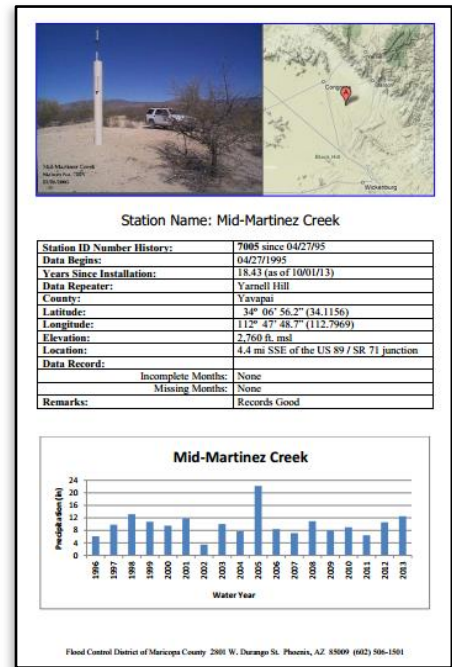 Mid-Martinez Creek
Congress
Wickenburg
Station Name: Mid-Martinez Creek
Station ID Number History: 7005 since 04/27/95
Data Begins: 04/27/1995
Years Since Installation: 18.43 (as of 10/01/13)
Data Repeater: Yarnell Hill
County: Yavapai
Latitude: 34º 06' 56.2" (34.1156)
Longitude: 112º 47' 48.7" (112.7969)
Elevation: 2,760 ft. msl
Location: 4.4 mi SSE of the US 89 / SR 71 junction
Data Record:
Incomplete Months: None
Missing Months: None
Remarks: Records Good
Mid-Martinez Creek
Precipitation (in)
24
20
16
12
8
4
0
1996 1997 1998 1999 2000 2001 2002 2003 2004 2005 2006 2007 2008 2009 2010 2011 2012 2013
Water Year
Flood Control District of Maricopa County 2801 W. Durango St. Phoenix, AZ 85009 (602) 506-1501